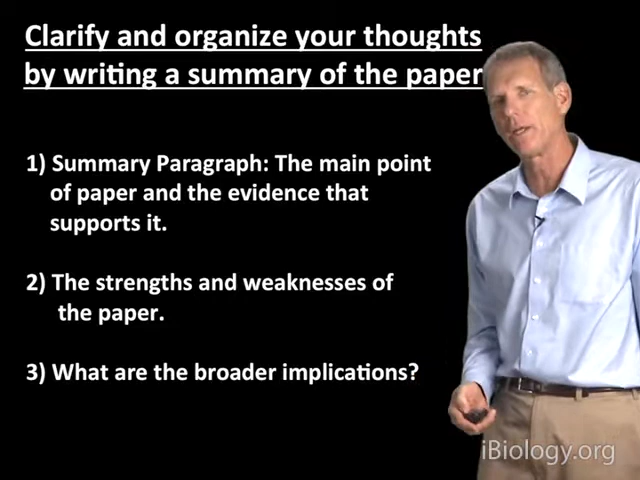 Clarify and organize your thoughts
by writing a summary of the paper
1) Summary Paragraph: The main point
of paper and the evidence that
supports it.
2) The strengths and weaknesses of
the paper.
3) What are the broader implications?
iBiology.org